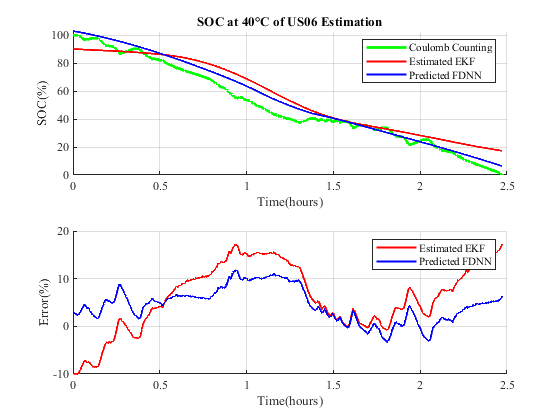 SOC at 40°C of US06 Estimation
100
80
60
40
20
0
SOC(%)
Coulomb Counting
Estimated EKF
Predicted FDNN
0 0.5 1 1.5 2 2.5
Time(hours)
20
10
0
-10
Error(%)
Estimated EKF
Predicted FDNN
0 0.5 1 1.5 2 2.5
Time(hours)